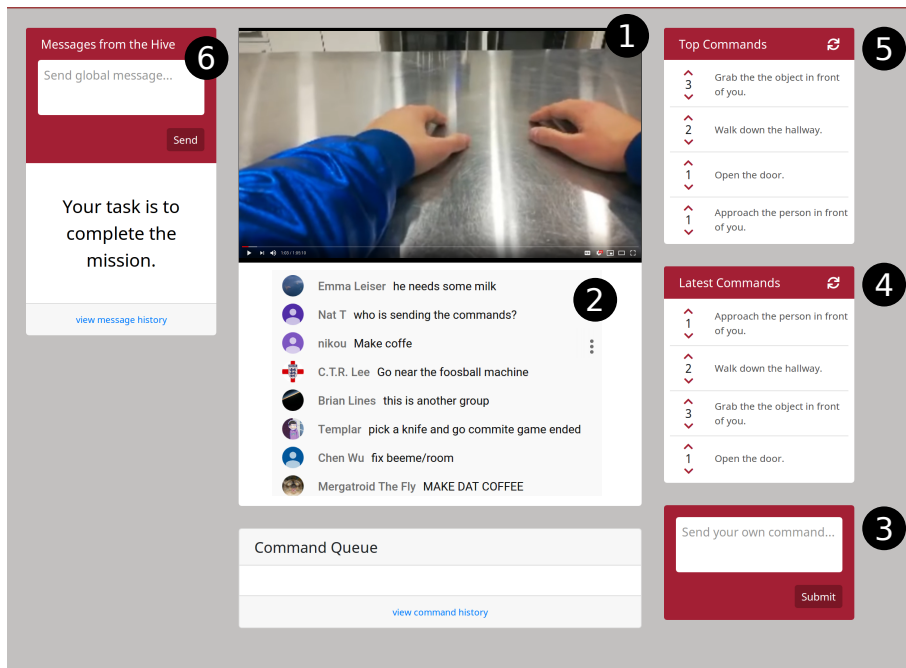 Messages from the Hive
6
Send global message...
Send
Your task is to
complete the
mission.
view message history
1
1:03 / 1:05:10
2
Emma Leiser he needs some milk
Nat T who is sending the commands?
nikou Make coffe
C.T.R. Lee Go near the foosball machine
Brian Lines this is another group
Templar pick a knife and go commite game ended
Chen Wu fix beeme/room
Mergatroid The Fly MAKE DAT COFFEE
Command Queue
view command history
Top Commands
5
3 Grab the the object in front
of you.
2 Walk down the hallway.
1 Open the door.
1 Approach the person in front
of you.
Latest Commands
4
1 Approach the person in front
of you.
2 Walk down the hallway.
3 Grab the the object in front
of you.
1 Open the door.
Send your own command...
3
Submit